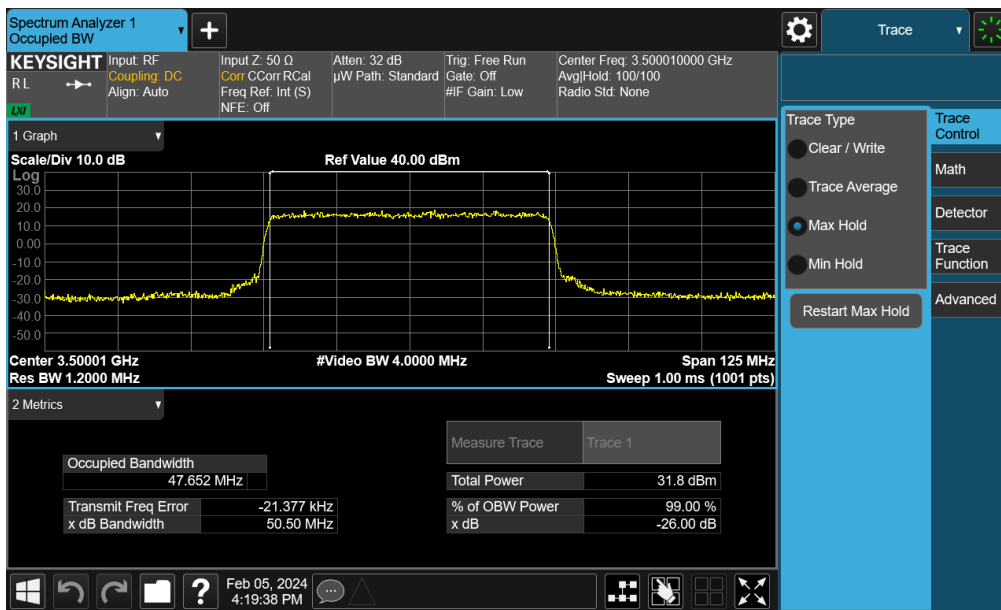 Spectrum Analyzer 1
Occupied BW
Trace
KEYSIGHT
RL
LXI
Input: RF
Coupling: DC
Align: Auto
Input Z: 50 Ω
Corr CCorr RCal
Freq Ref: Int (S)
NFE: Off
Atten: 32 dB
µW Path: Standard
Trig: Free Run
Gate: Off
#IF Gain: Low
Center Freq: 3.500010000 GHz
Avg|Hold: 100/100
Radio Std: None
1 Graph
Scale/Div 10.0 dB
Ref Value 40.00 dBm
Log
30.0
20.0
10.0
0.00
-10.0
-20.0
-30.0
-40.0
-50.0
Center 3.50001 GHz
#Video BW 4.0000 MHz
Span 125 MHz
Res BW 1.2000 MHz
Sweep 1.00 ms (1001 pts)
2 Metrics
Measure Trace
Trace 1
Occupied Bandwidth
47.652 MHz
Total Power
31.8 dBm
Transmit Freq Error
-21.377 kHz
% of OBW Power
99.00 %
x dB Bandwidth
50.50 MHz
x dB
-26.00 dB
Trace Type
Clear / Write
Trace Average
Max Hold
Min Hold
Restart Max Hold
Trace
Control
Math
Detector
Trace
Function
Advanced
?
Feb 05, 2024
4:19:38 PM